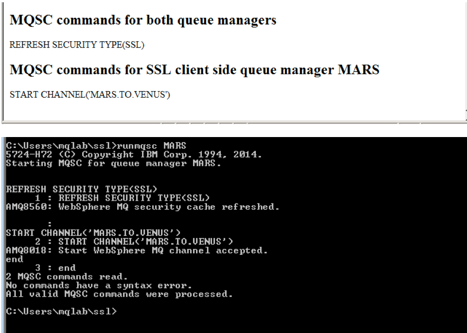 MQSC commands for both queue managers
REFRESH SECURITY TYPE(SSL)
MQSC commands for SSL client side queue manager MARS
START CHANNEL('MARS.TO.VENUS')
C:\Users\mqlab\ssl>runmqsc MARS
5724-H72 (C) Copyright IBM Corp. 1994, 2014.
Starting MQSC for queue manager MARS.
REFRESH SECURITY TYPE(SSL)
1 : REFRESH SECURITY TYPE(SSL)
AMQ8560: WebSphere MQ security cache refreshed.
:
START CHANNEL('MARS.TO.VENUS')
2 : START CHANNEL('MARS.TO.VENUS')
AMQ8018: Start WebSphere MQ channel accepted.
end
3 : end
2 MQSC commands read.
No commands have a syntax error.
All valid MQSC commands were processed.
C:\Users\mqlab\ssl>